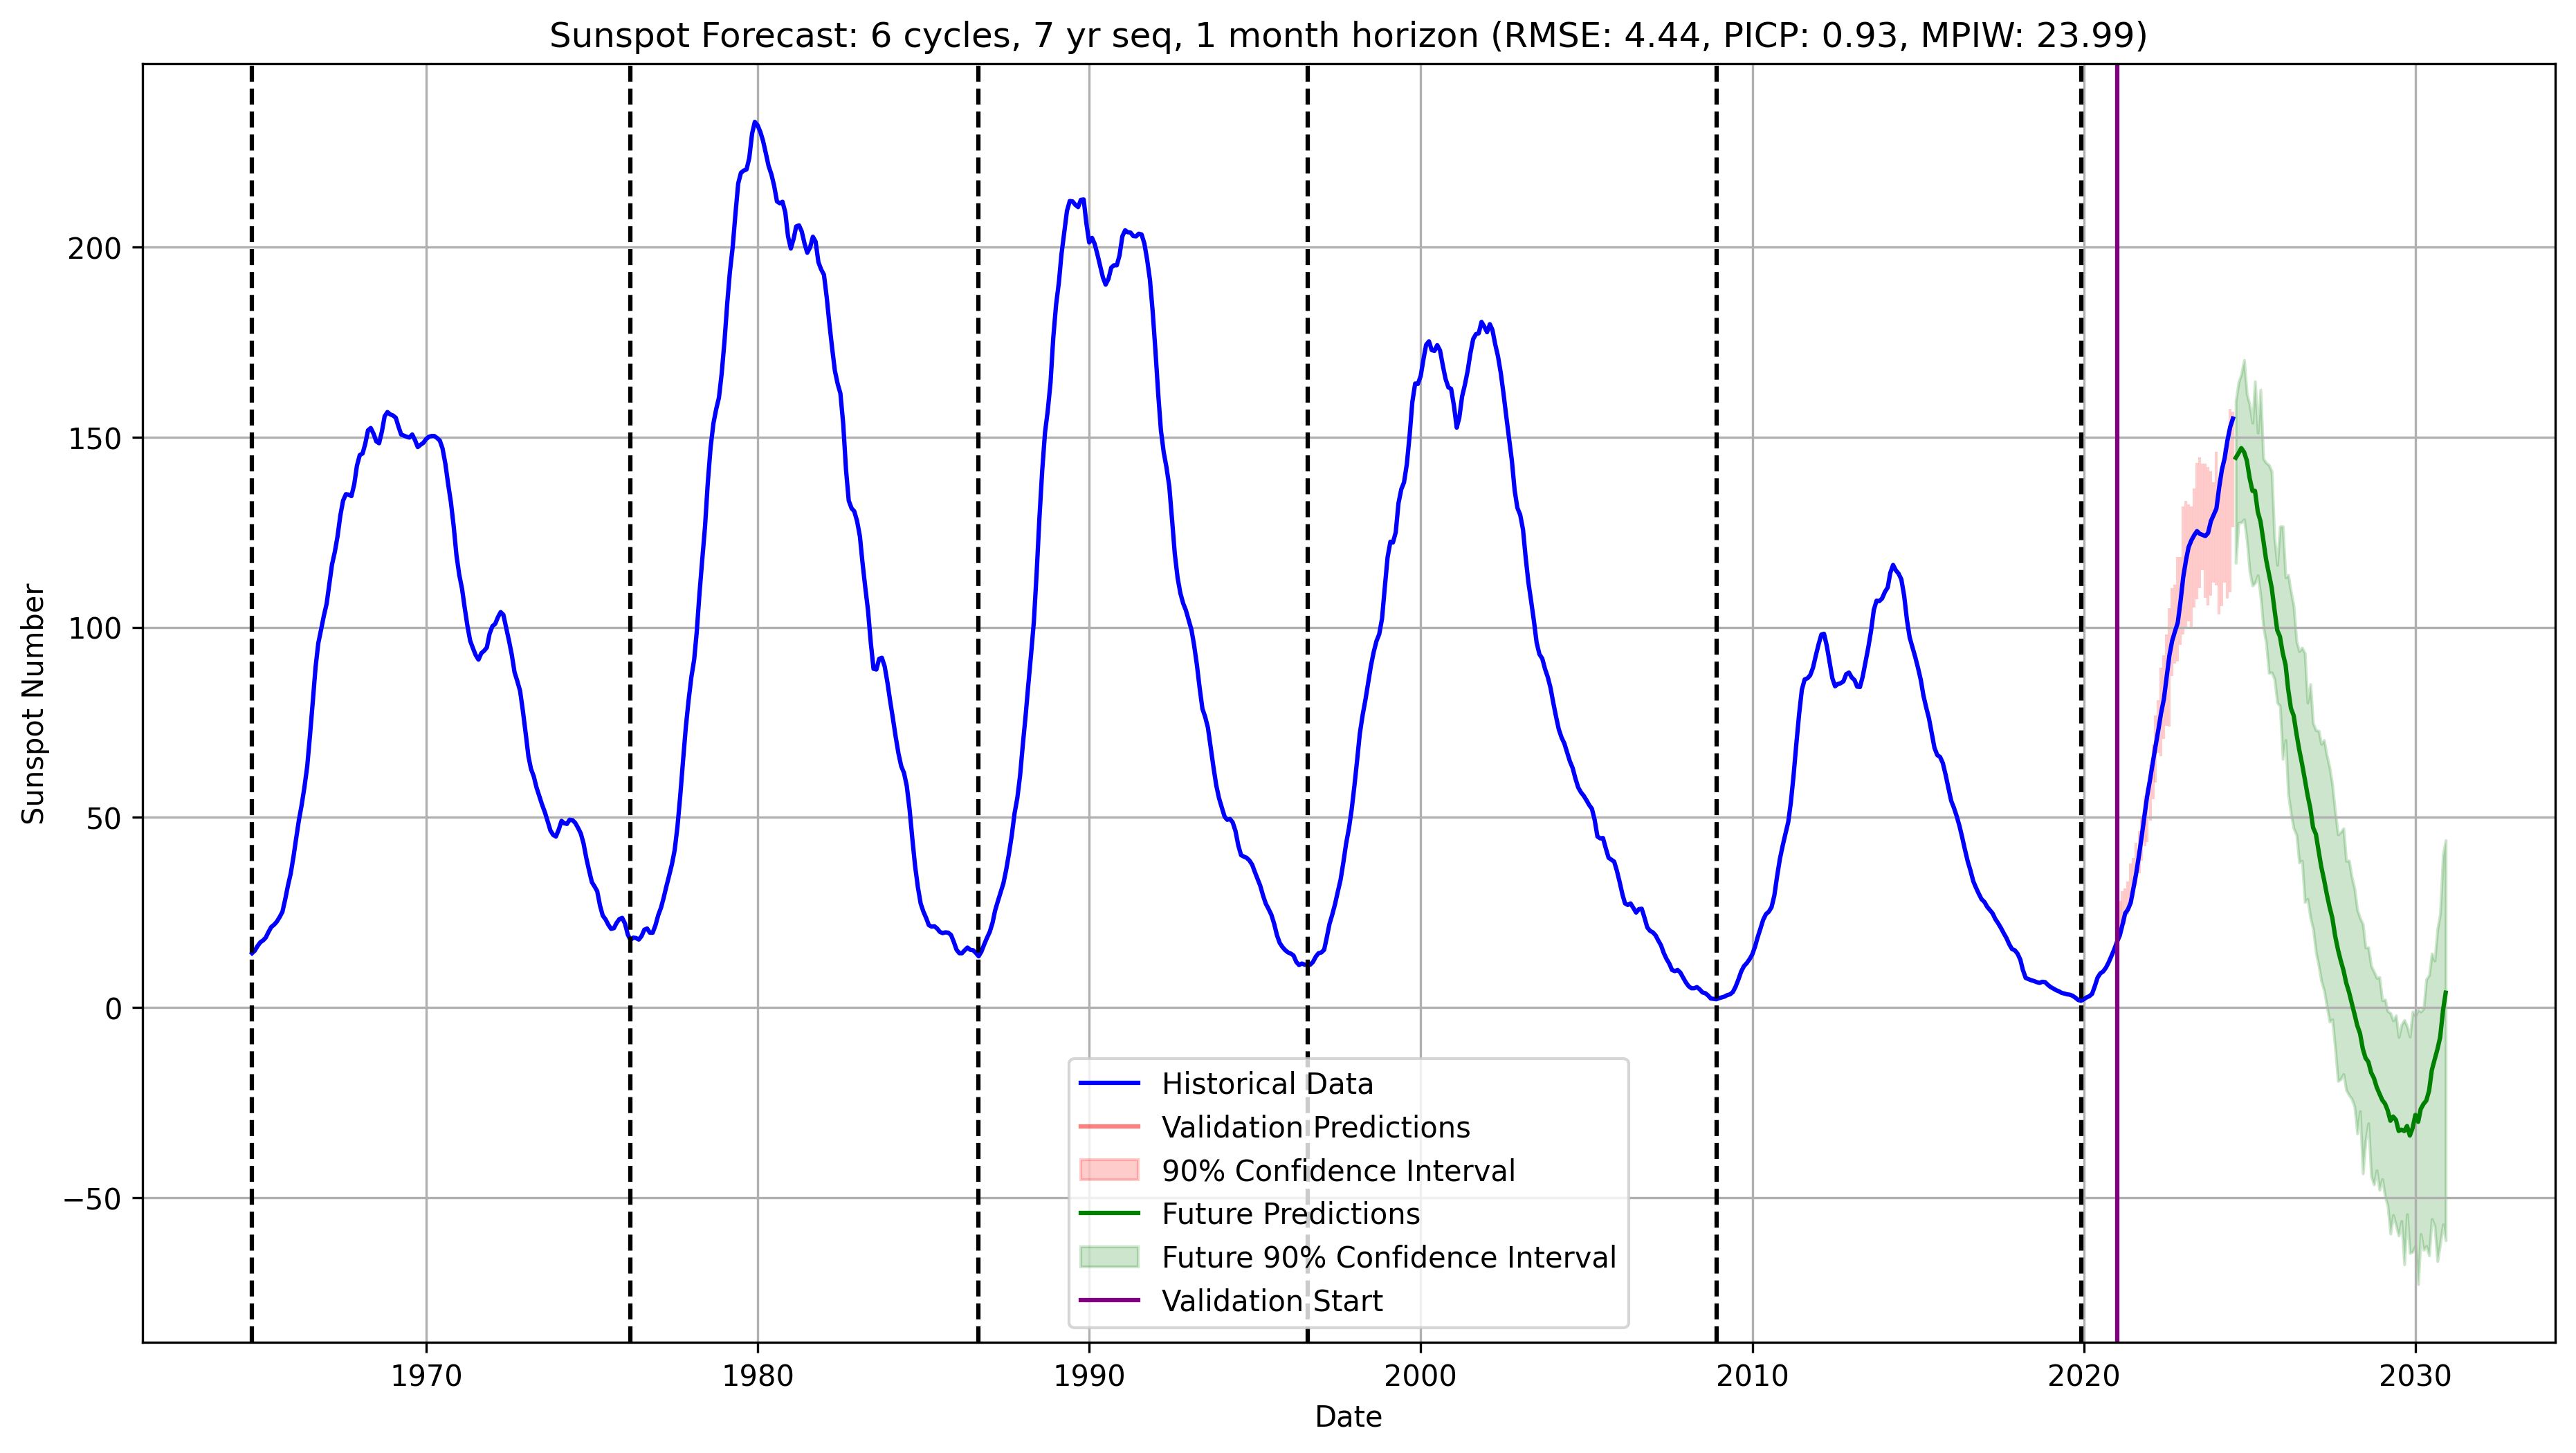 Sunspot Forecast: 6 cycles, 7 yr seq, 1 month horizon (RMSE: 4.44, PICP: 0.93, MPIW: 23.99)
Sunspot Number
200
150
100
50
0
−50
Historical Data
Validation Predictions
90% Confidence Interval
Future Predictions
Future 90% Confidence Interval
Validation Start
1970
1980
1990
2000
2010
2020
2030
Date